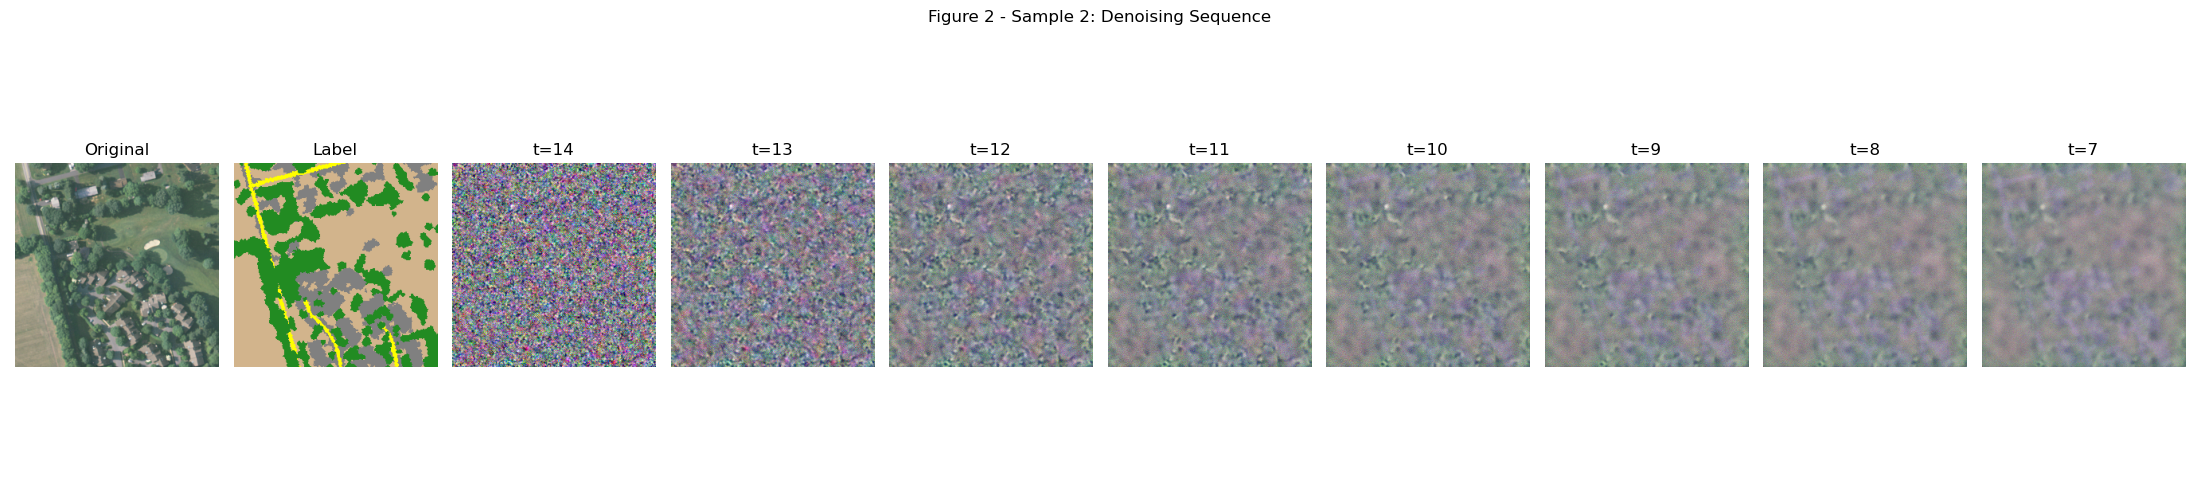 Figure 2 - Sample 2: Denoising Sequence
Original Label t=14 t=13 t=12 t=11 t=10 t=9 t=8 t=7